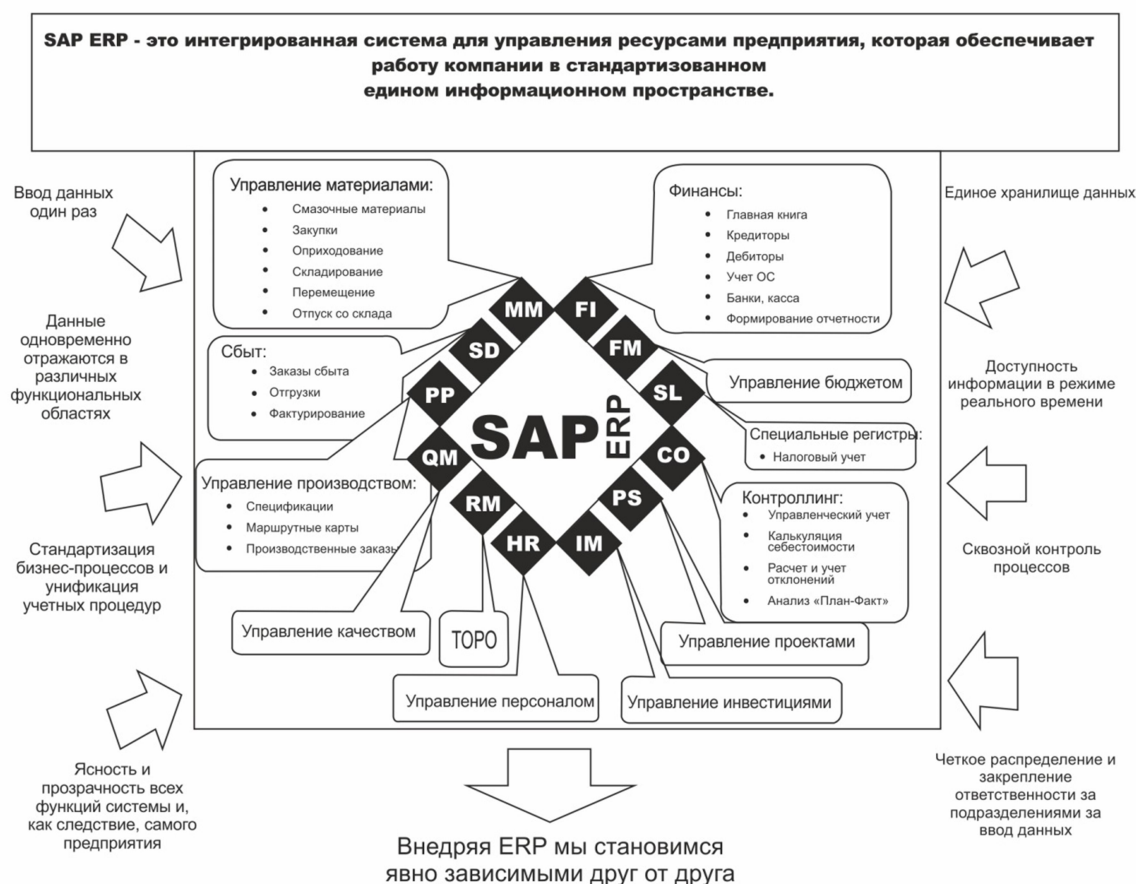 SAP ERP - это интегрированная система для управления ресурсами предприятия, которая обеспечивает
работу компании в стандартизованном
едином информационном пространстве.
Ввод данных
один раз
Данные
одновременно
отражаются в
различных
функциональных
областях
Стандартизация
бизнес-процессов и
унификация
учетных процедур
Ясность и
прозрачность всех
функций системы и,
как следствие, самого
предприятия
Управление материалами:
• Смазочные материалы
• Закупки
• Оприходование
• Складирование
• Перемещение
• Отпуск со склада
Сбыт:
• Заказы сбыта
• Отгрузки
• Фактурирование
Управление производством:
• Спецификации
• Маршрутные карты
• Производственные заказы
Управление качеством
ТОРО
Управление персоналом
MM
SD
PP
QM
RM
HR
SAP
ERP
FI
FM
SL
CO
PS
IM
Финансы:
• Главная книга
• Кредиторы
• Дебиторы
• Учет ОС
• Банки, касса
• Формирование отчетности
Управление бюджетом
Специальные регистры:
• Налоговый учет
Контроллинг:
• Управленческий учет
• Калькуляция
себестоимости
• Расчет и учет
отклонений
• Анализ «План-Факт»
Управление проектами
Управление инвестициями
Единое хранилище данных
Доступность
информации в режиме
реального времени
Сквозной контроль
процессов
Четкое распределение и
закрепление
ответственности за
подразделениями за
ввод данных
Внедряя ERP мы становимся
явно зависимыми друг от друга